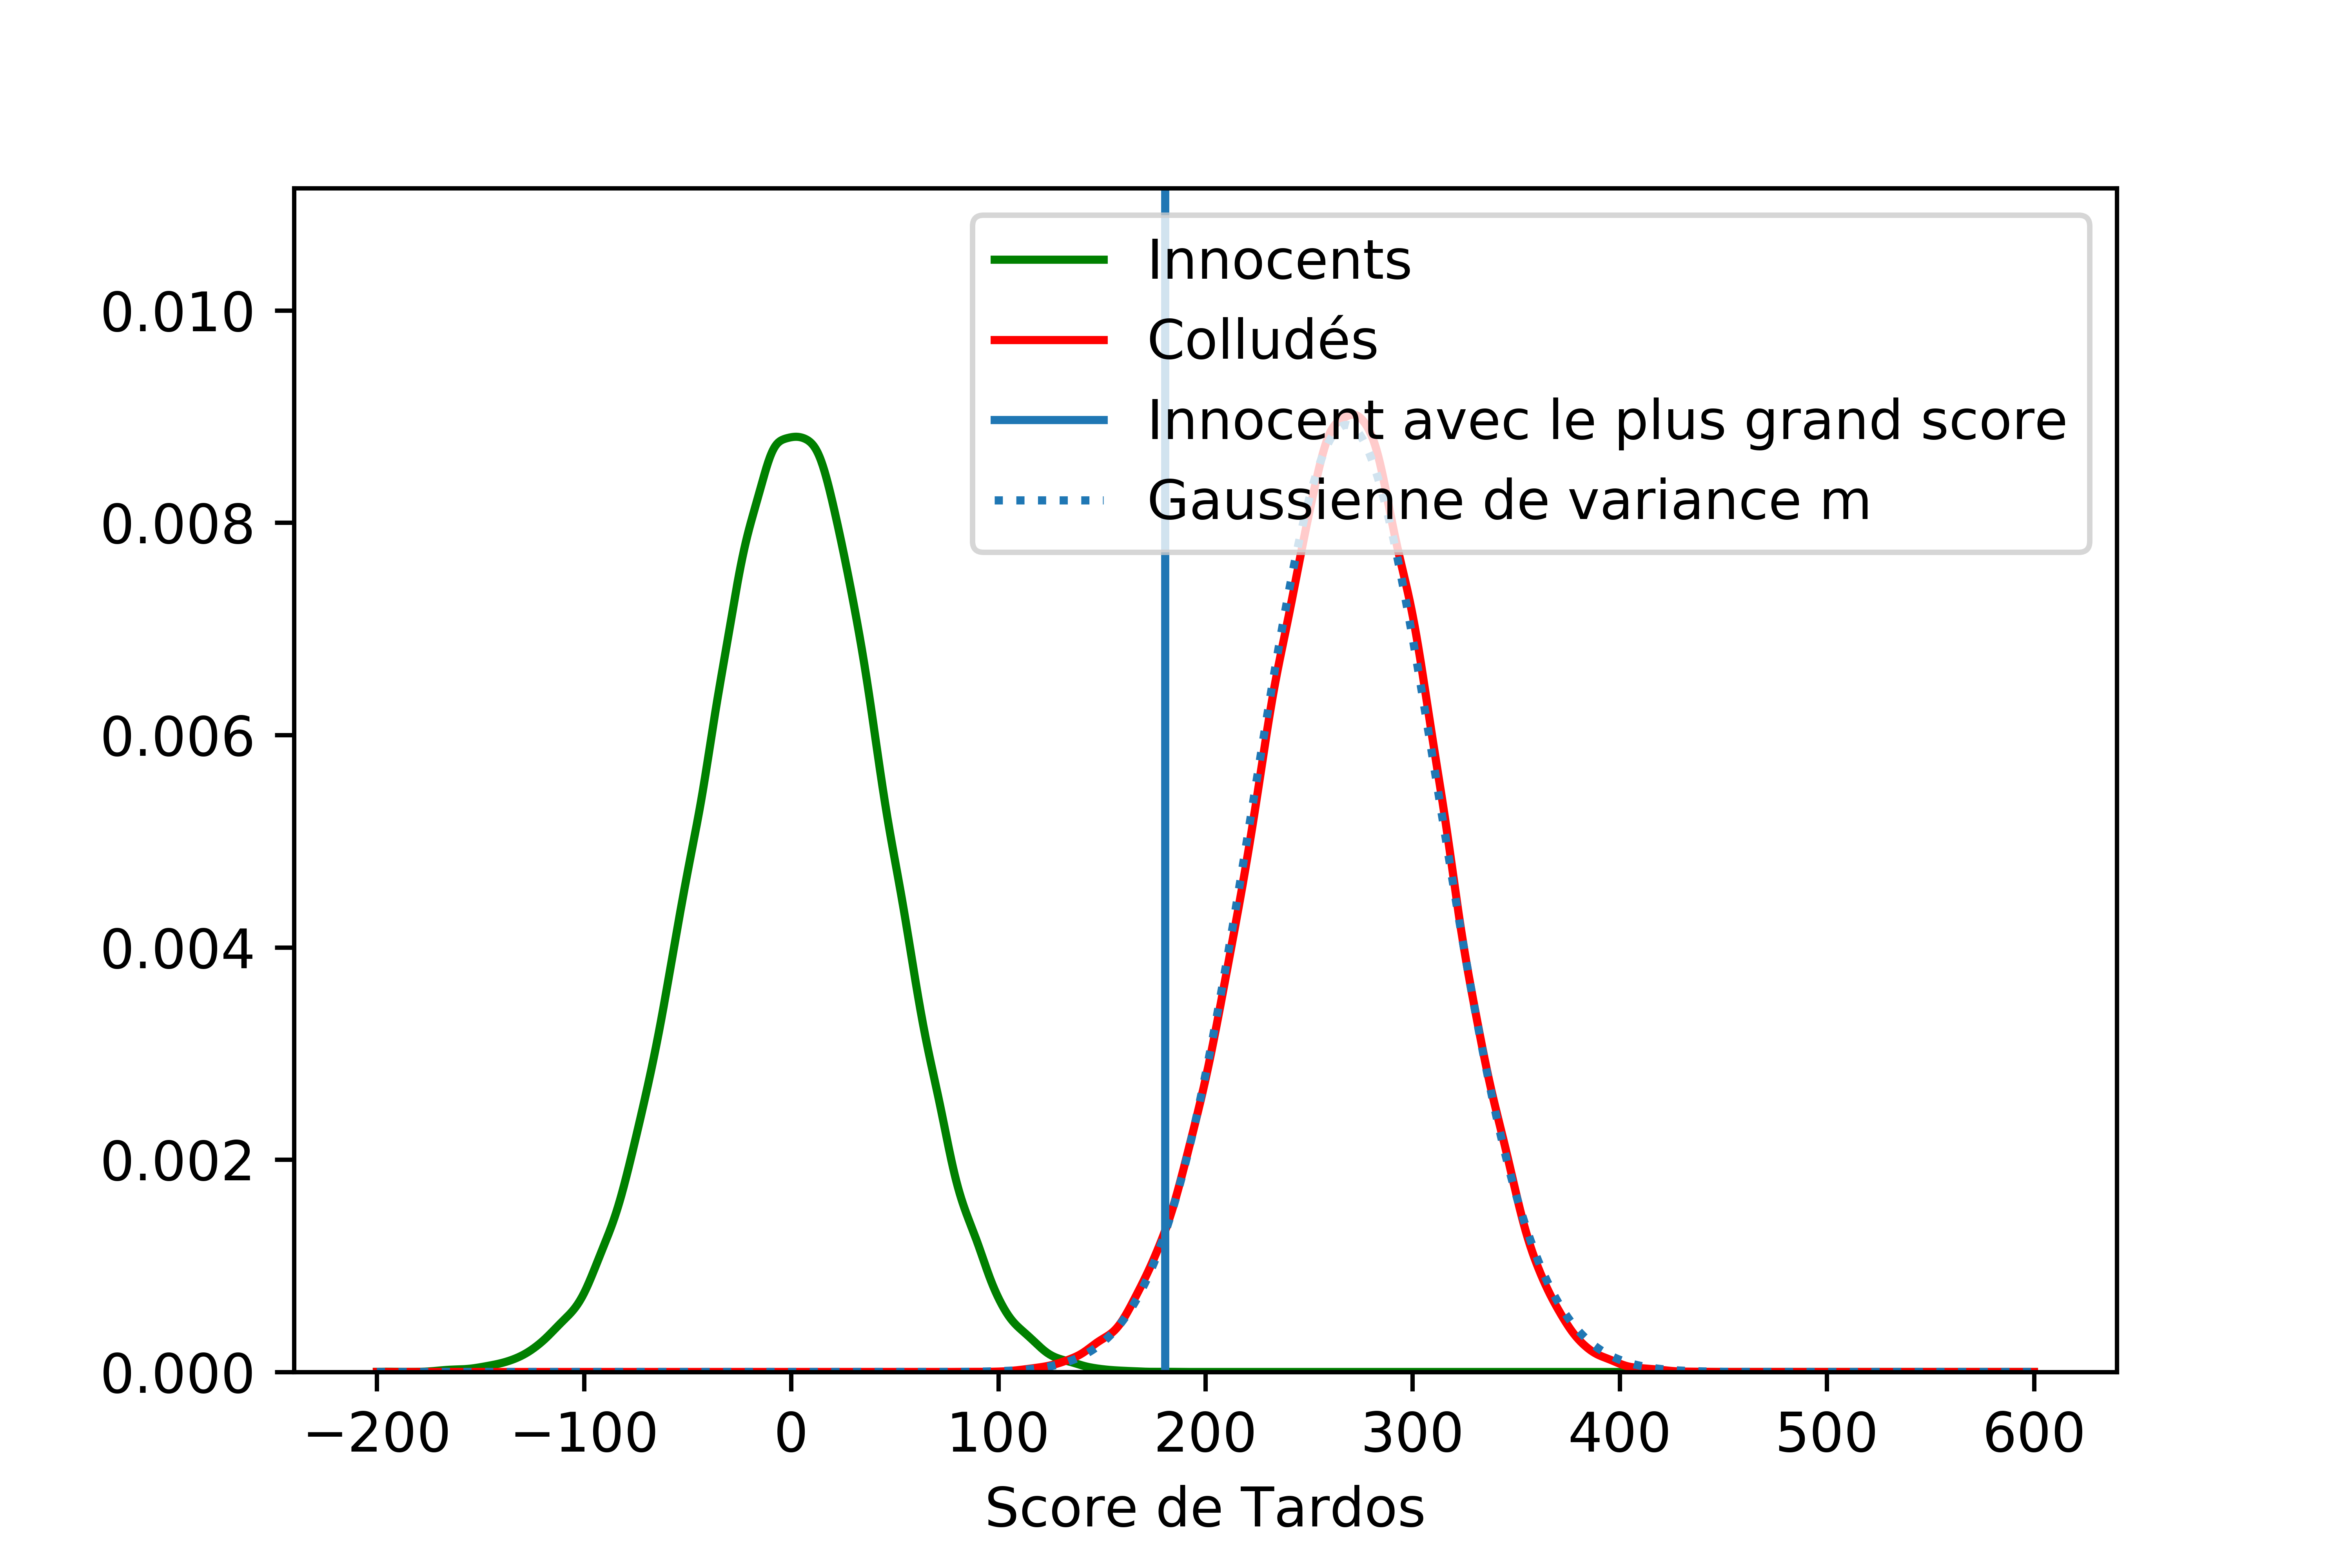 Innocents
Colludés
Innocent avec le plus grand score
Gaussienne de variance m
0.010
0.008
0.006
0.004
0.002
0.000
−200 −100 0 100 200 300 400 500 600
Score de Tardos